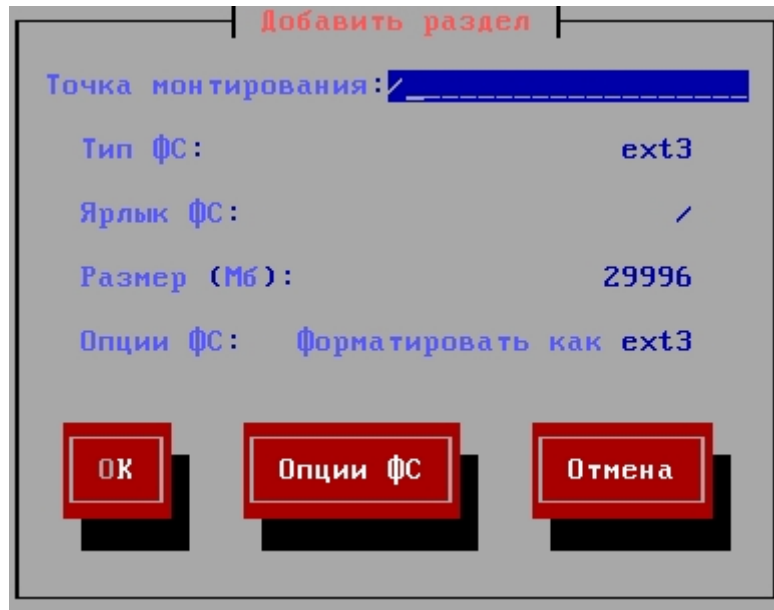 Добавить раздел
Точка монтирования:/
Тип ФС: ext3
Ярлык ФС: /
Размер (Мб): 29996
Опции ФС: Форматировать как ext3
ОК Опции ФС Отмена